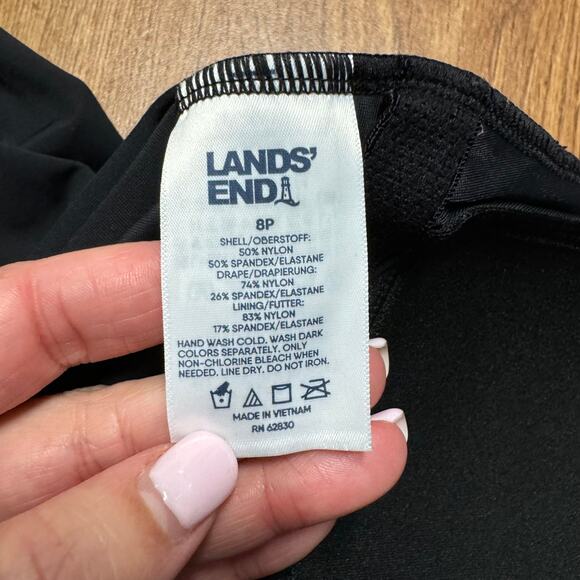 LANDS'
END
8P
SHELL/OBERSTOFF:
50% NYLON
50% SPANDEX/ELASTANE
DRAPE/DRAPIERUNG:
74% NYLON
26% SPANDEX/ELASTANE
LINING/FUTTER:
83% NYLON
17% SPANDEX/ELASTANE
HAND WASH COLD. WASH DARK
COLORS SEPARATELY. ONLY
NON-CHLORINE BLEACH WHEN
NEEDED. LINE DRY. DO NOT IRON.
MADE IN VIETNAM
RN 62830